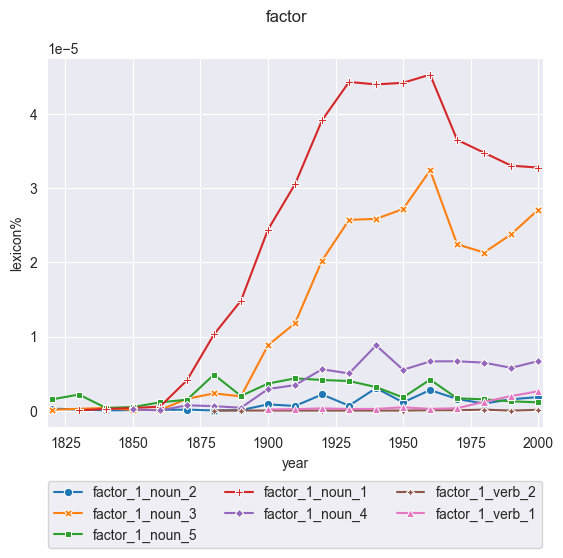 factor
1e−5
4
3
2
1
0
lexicon%
1825 1850 1875 1900 1925 1950 1975 2000
year
factor_1_noun_2 factor_1_noun_1 factor_1_verb_2
factor_1_noun_3 factor_1_noun_4 factor_1_verb_1
factor_1_noun_5